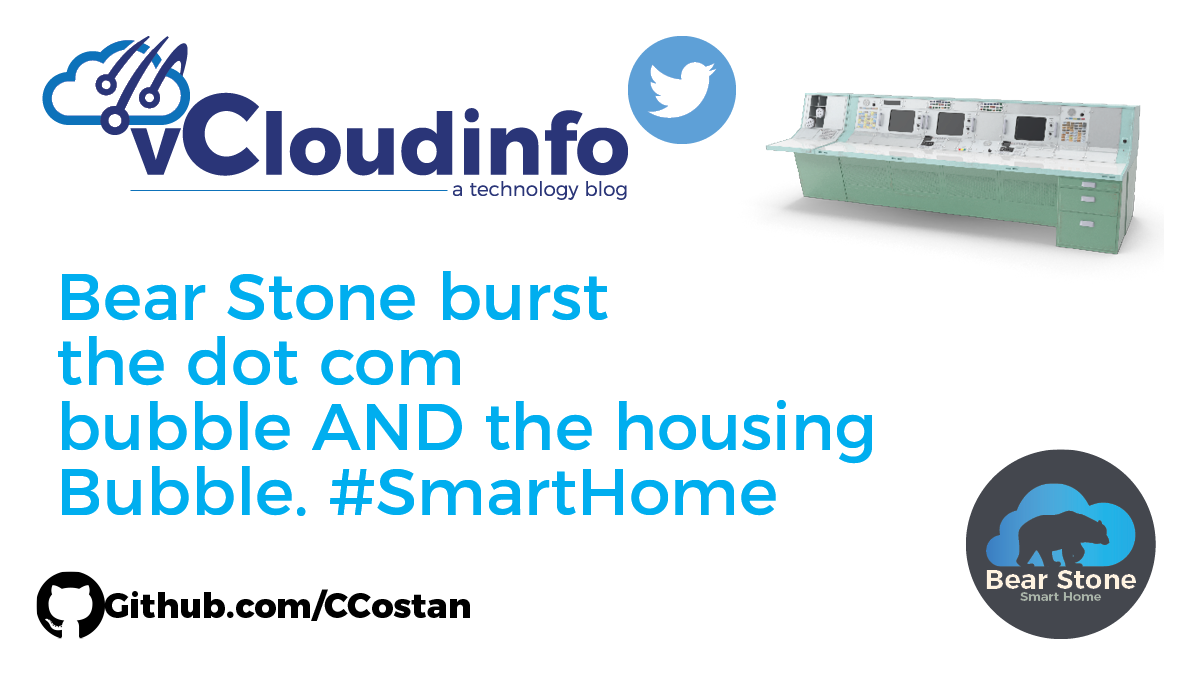 vCloudinfo
a technology blog
Bear Stone burst
the dot com
bubble AND the housing
Bubble. #SmartHome
Bear Stone
Smart Home
Github.com/CCostan